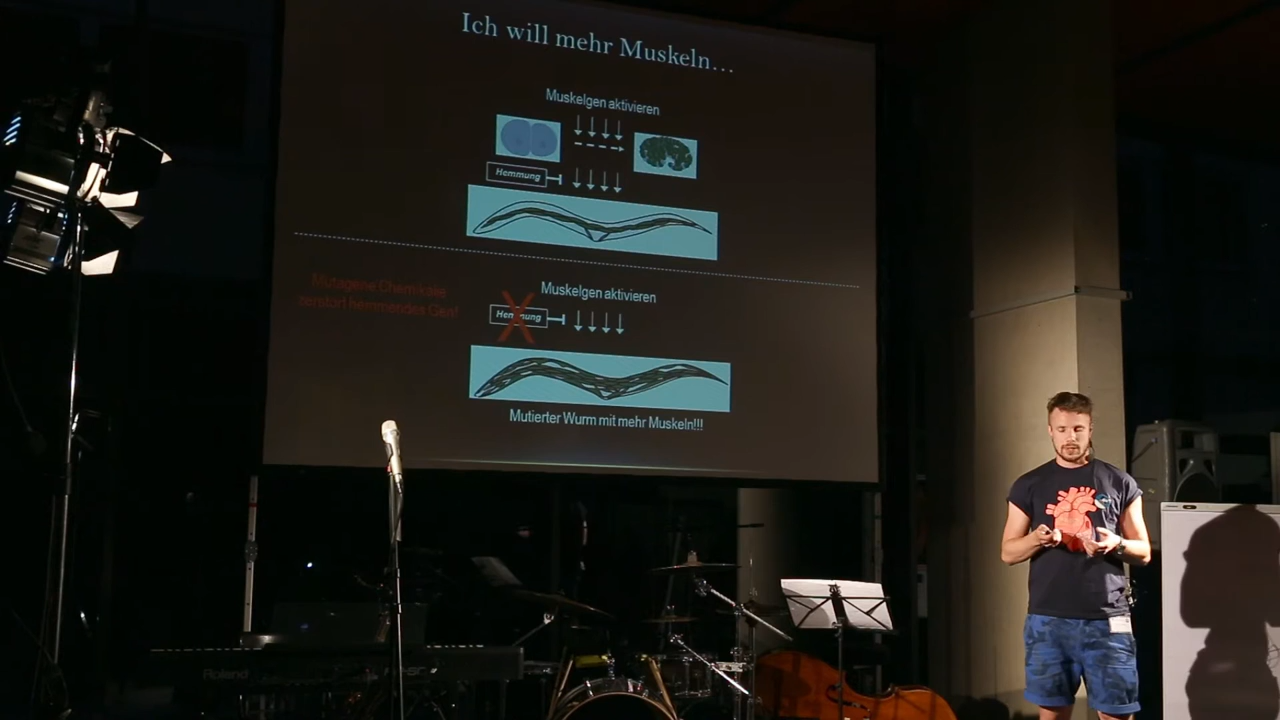 Ich will mehr Muskeln...
Muskelgen aktivieren
Hemmung
Mutagene Chemikalie
zerstört hemmendes Gen!
Muskelgen aktivieren
Hemmung
Mutierter Wurm mit mehr Muskeln!!!
Roland